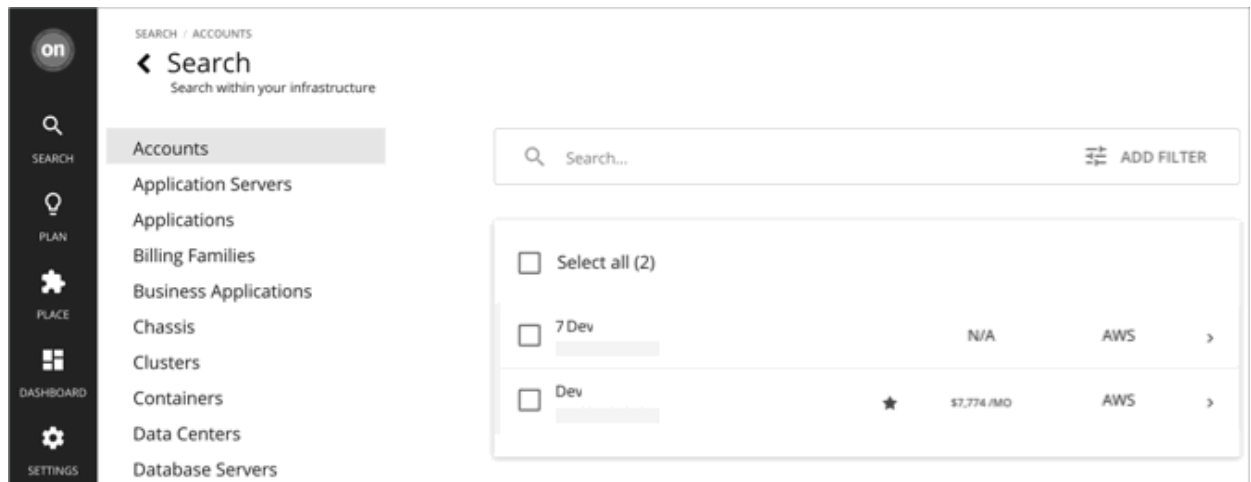 on
SEARCH
PLAN
PLACE
DASHBOARD
SETTINGS
SEARCH / ACCOUNTS
Search
Search within your infrastructure
Accounts
Application Servers
Applications
Billing Families
Business Applications
Chassis
Clusters
Containers
Data Centers
Database Servers
Search... ADD FILTER
Select all (2)
7 Dev N/A AWS
Dev $7,774 /MO AWS